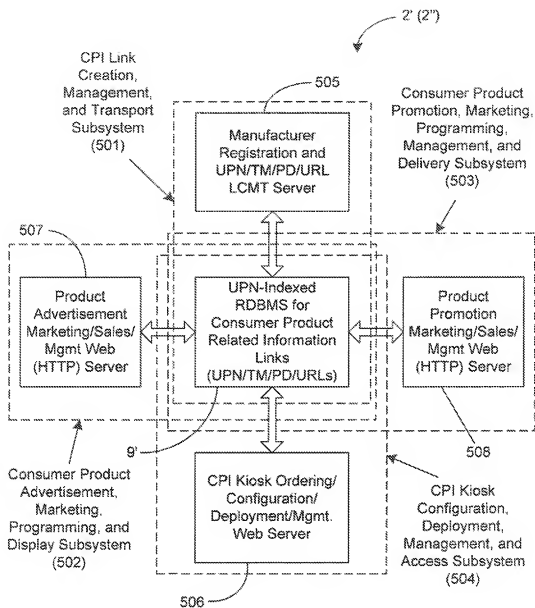 2' (2")
CPI Link
Creation,
Management,
and Transport
Subsystem
(501)
505
Consumer Product
Promotion, Marketing,
Programming,
Management, and
Delivery Subsystem
(503)
Manufacturer
Registration and
UPN/TM/PD/URL
LCMT Server
507
Product
Advertisement
Marketing/Sales/
Mgmt Web
(HTTP) Server
UPN-Indexed
RDBMS for
Consumer Product
Related Information
Links
(UPN/TM/PD/URLs)
Product
Promotion
Marketing/Sales/
Mgmt Web
(HTTP) Server
9'
508
Consumer Product
Advertisement,
Marketing,
Programming, and
Display Subsystem
(502)
CPI Kiosk Ordering/
Configuration/
Deployment/Mgmt.
Web Server
CPI Kiosk
Configuration,
Deployment,
Management, and
Access Subsystem
(504)
506